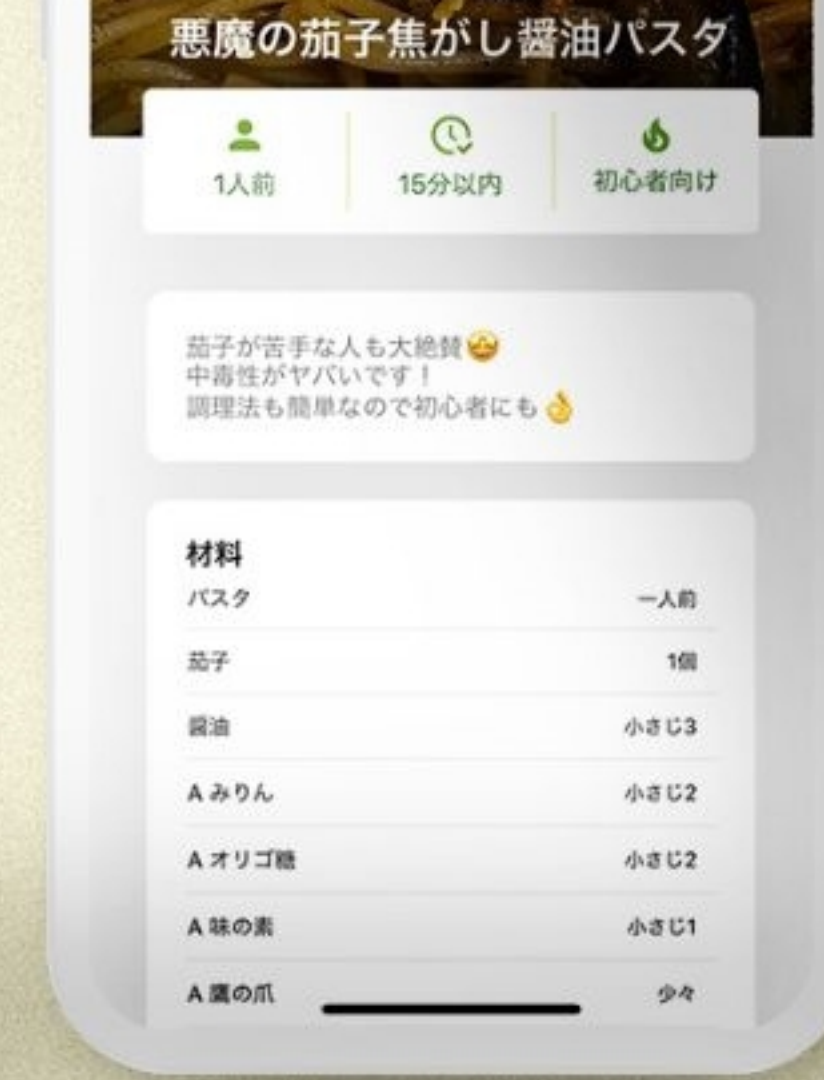 悪魔の茄子焦がし醤油パスタ
1人前
15分以内
初心者向け
茄子が苦手な人も大絶賛🤩
中毒性がヤバいです！
調理法も簡単なので初心者にも👌
材料
パスタ 一人前
茄子 1個
醤油 小さじ3
A みりん 小さじ2
A オリゴ糖 小さじ2
A 味の素 小さじ1
A 鷹の爪 少々